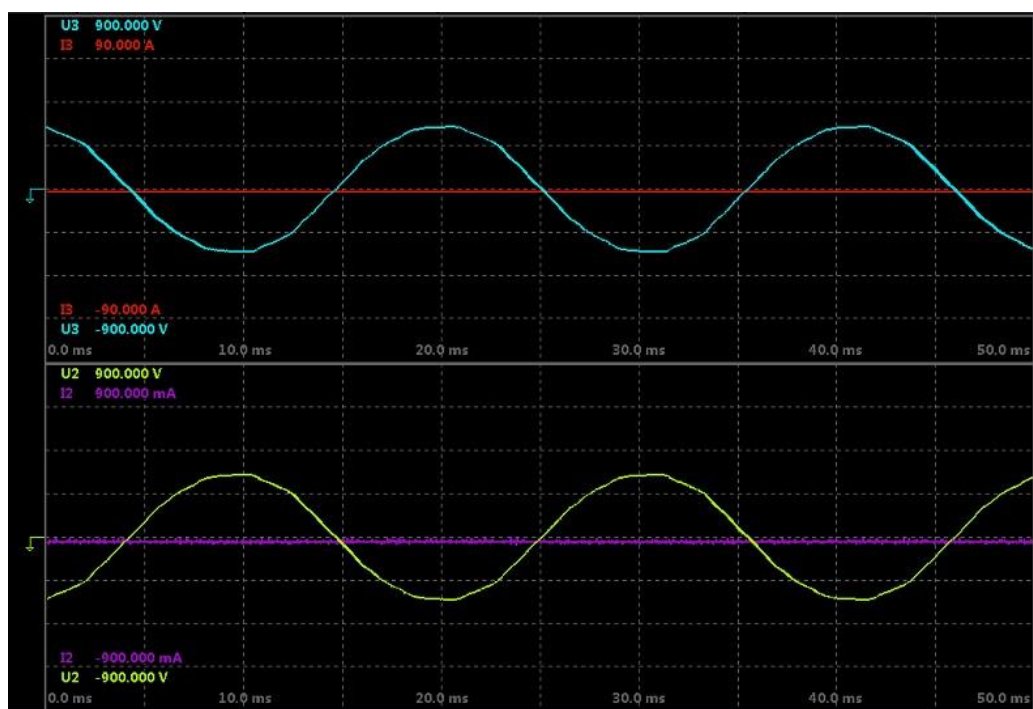 U3 900.000 V
I3 90.000 A
I3 -90.000 A
U3 -900.000 V
0.0 ms 10.0 ms 20.0 ms 30.0 ms 40.0 ms 50.0 ms
U2 900.000 V
I2 900.000 mA
I2 -900.000 mA
U2 -900.000 V
0.0 ms 10.0 ms 20.0 ms 30.0 ms 40.0 ms 50.0 ms